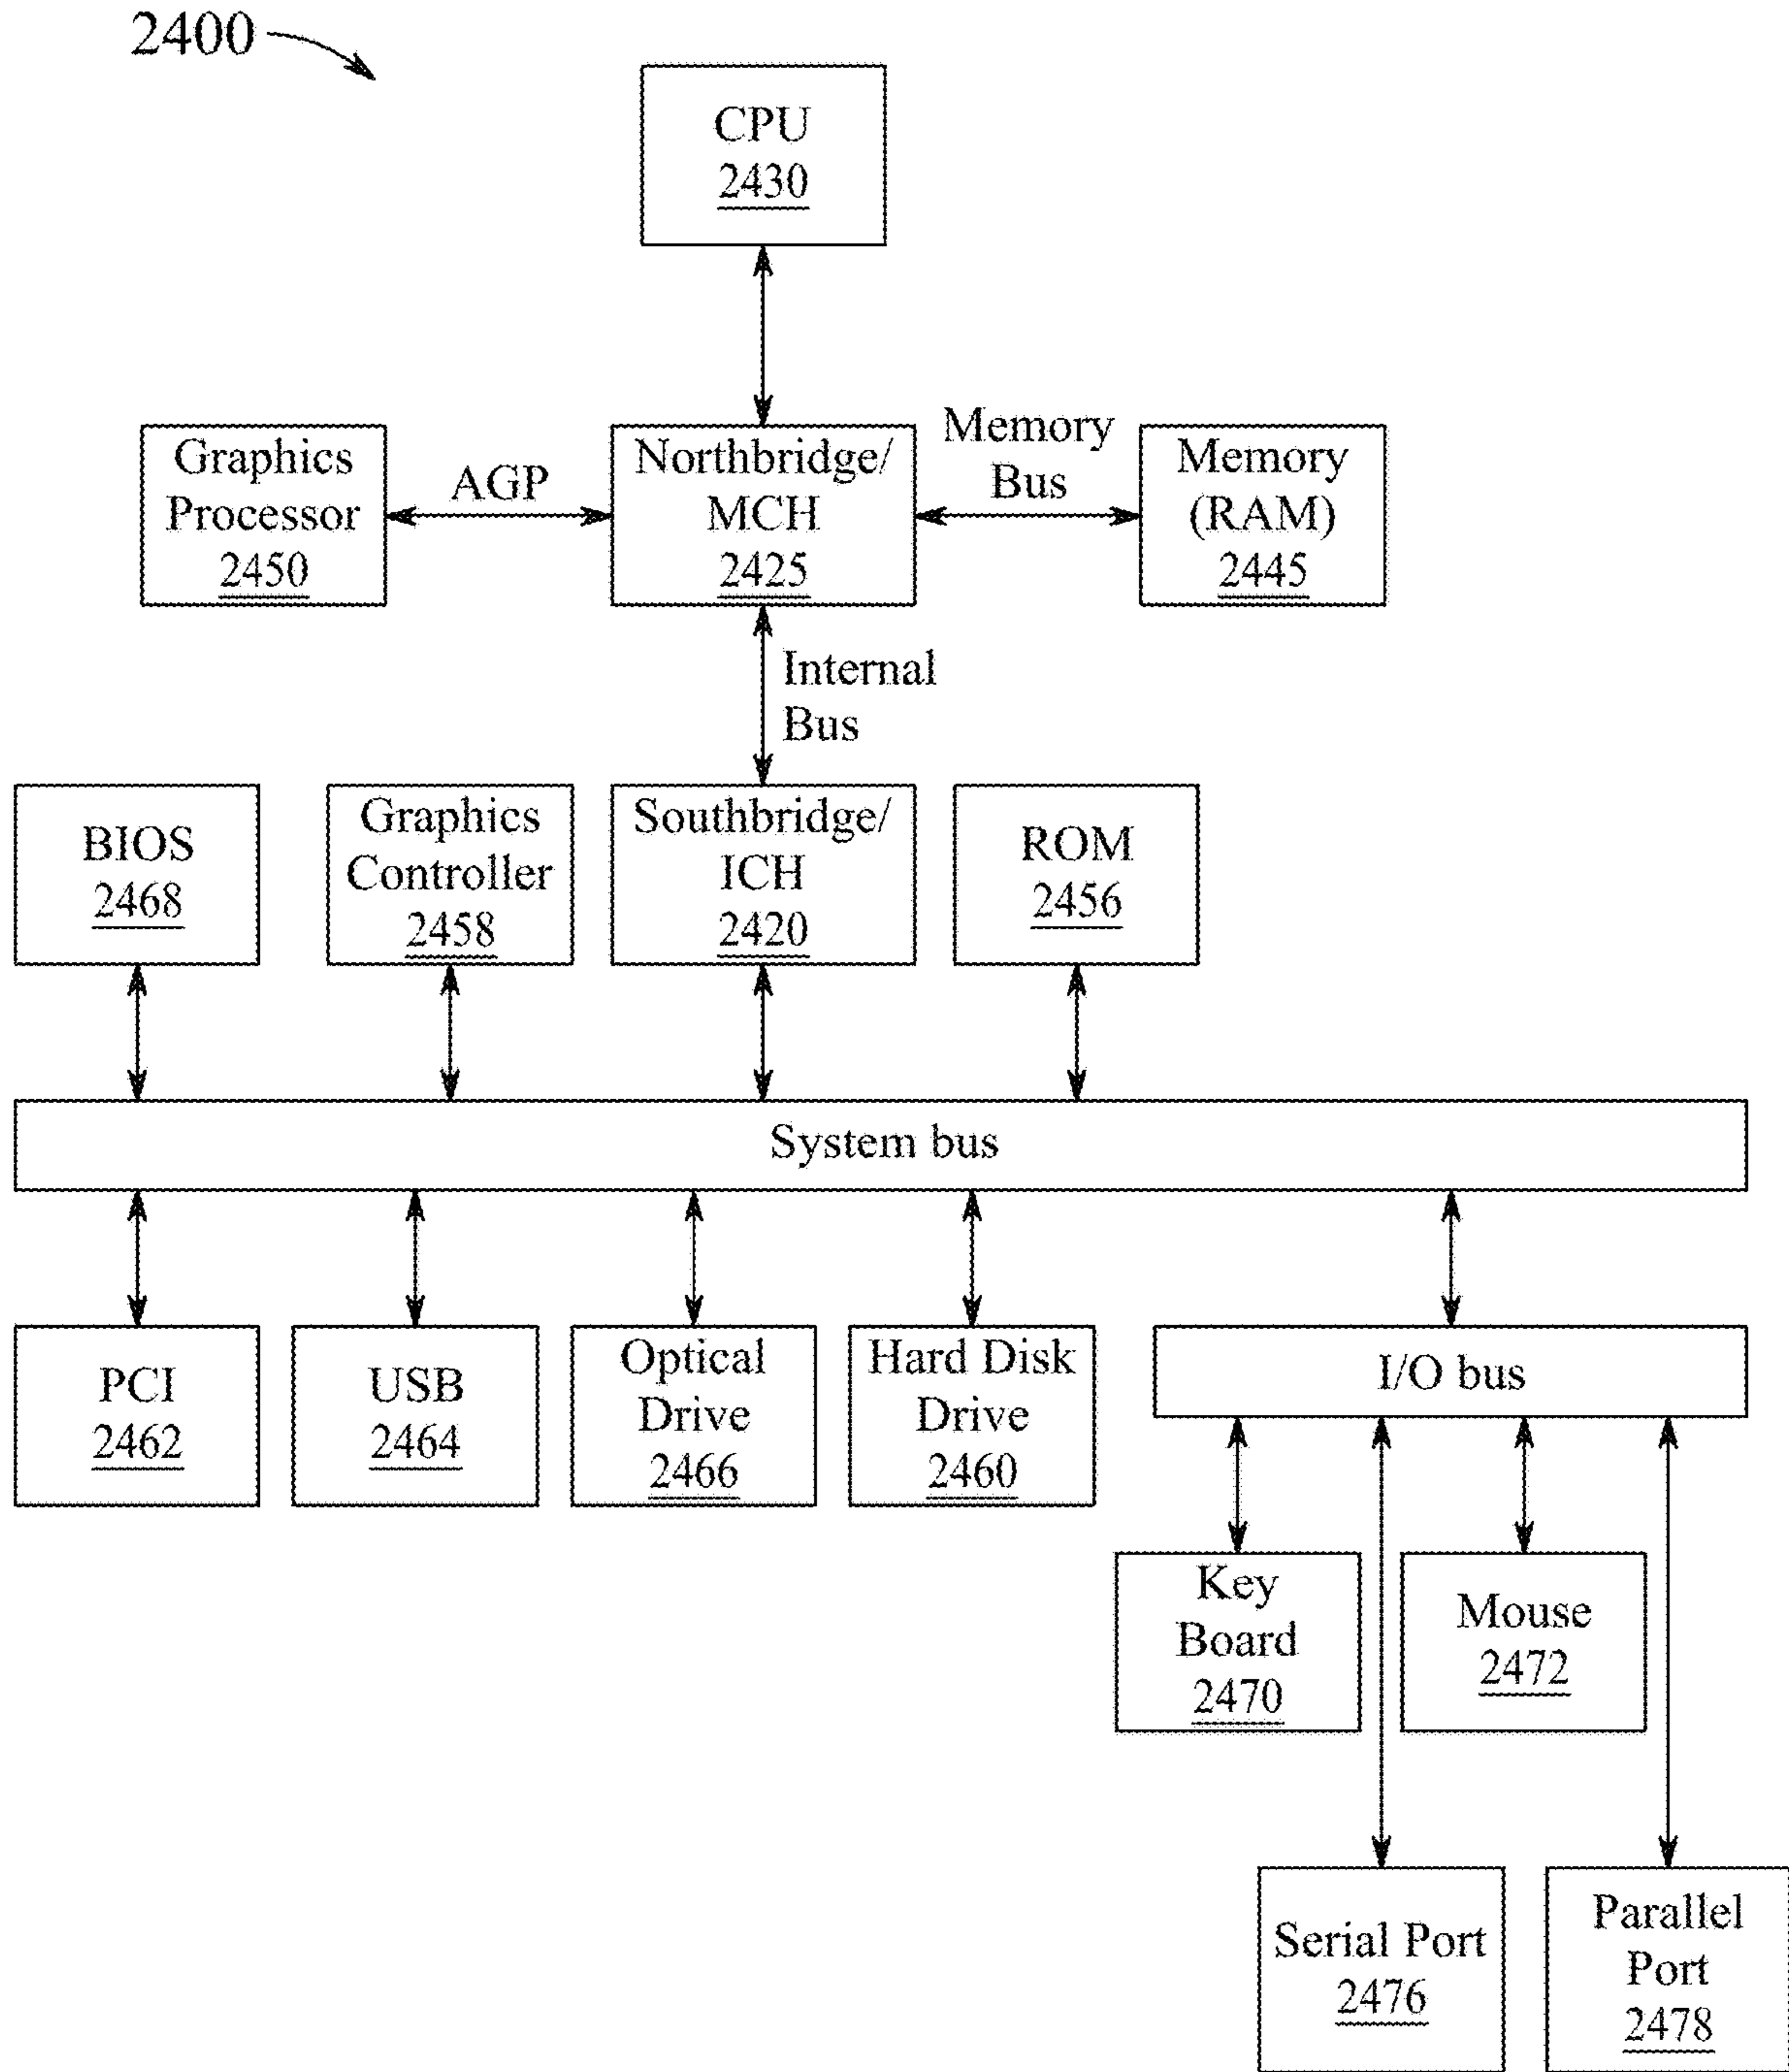 2400
CPU
2430
Graphics
Processor
2450
AGP
Northbridge/
MCH
2425
Memory
Bus
Memory
(RAM)
2445
Internal
Bus
BIOS
2468
Graphics
Controller
2458
Southbridge/
ICH
2420
ROM
2456
System bus
PCI
2462
USB
2464
Optical
Drive
2466
Hard Disk
Drive
2460
I/O bus
Key
Board
2470
Mouse
2472
Serial Port
2476
Parallel
Port
2478